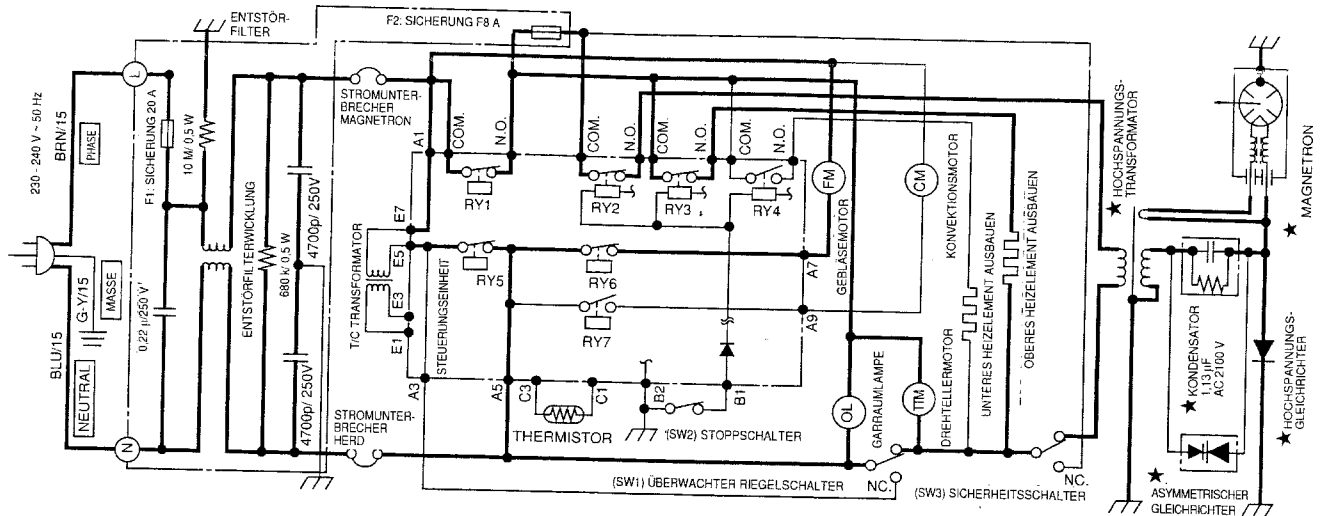 ENTSTÖR-
FILTER
F2: SICHERUNG F8 A
230 - 240 V ~ 50 Hz
BRN/15
PHASE
L
F1: SICHERUNG 20 A
10 M/ 0,5 W
G-Y/15
MASSE
BLU/15
NEUTRAL
N
0,22 µ/250 V
ENTSTÖRFILTERWICKLUNG
680 k/ 0,5 W
4700p/ 250V
4700p/ 250V
STROMUNTER-
BRECHER
MAGNETRON
STROMUNTER-
BRECHER
HERD
T/C TRANSFORMATOR
STEUERUNGSEINHEIT
A1
E7
E5
E3
E1
A3
A5
C3
C1
B2
B1
A7
A9
COM.
N.O.
COM.
N.O.
COM.
N.O.
COM.
N.O.
RY1
RY2
RY3
RY4
RY5
RY6
RY7
THERMISTOR
(SW2) STOPPSCHALTER
(SW1) ÜBERWACHTER RIEGELSCHALTER
NC.
(SW3) SICHERHEITSSCHALTER
NC.
FM
GEBLÄSEMOTOR
CM
KONVEKTIONSMOTOR
OL
GARRAUMLAMPE
TTM
DREHTELLERMOTOR
UNTERES HEIZELEMENT AUSBAUEN
OBERES HEIZELEMENT AUSBAUEN
★ HOCHSPANNUNGS-
TRANSFORMATOR
★ MAGNETRON
★ KONDENSATOR
1,13 µF
AC 2100 V
★ HOCHSPANNUNGS-
GLEICHRICHTER
★ ASYMMETRISCHER
GLEICHRICHTER